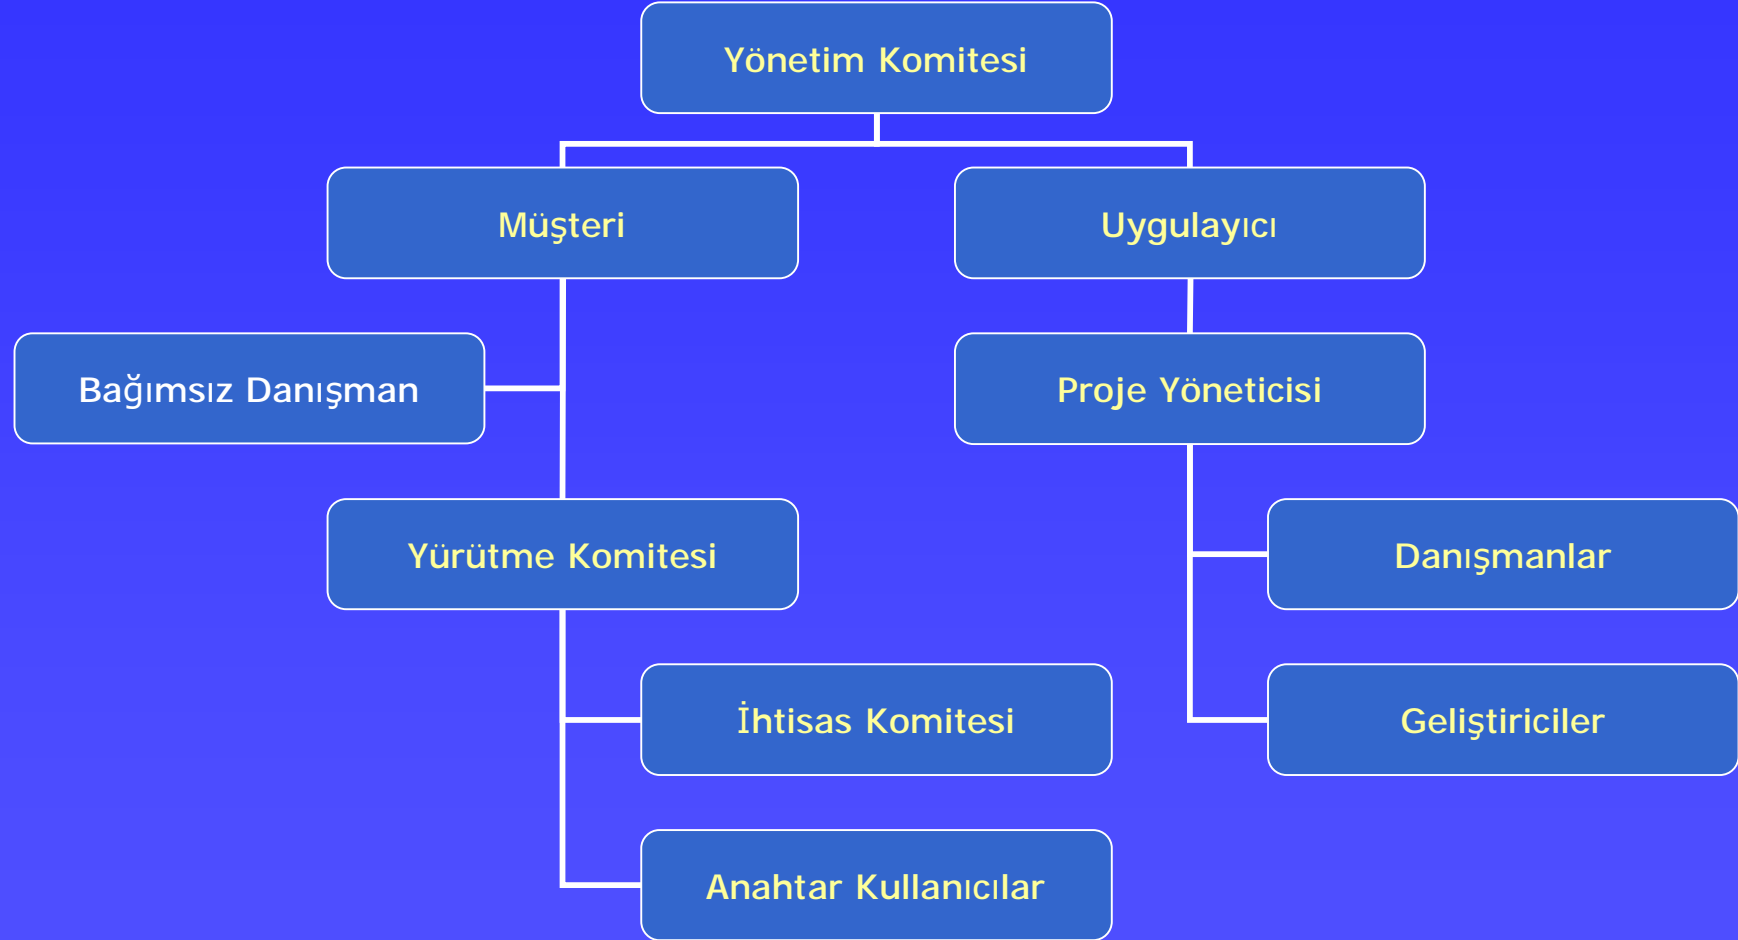 Yönetim Komitesi
Müşteri
Uygulayıcı
Bağımsız Danışman
Proje Yöneticisi
Yürütme Komitesi
Danışmanlar
İhtisas Komitesi
Geliştiriciler
Anahtar Kullanıcılar